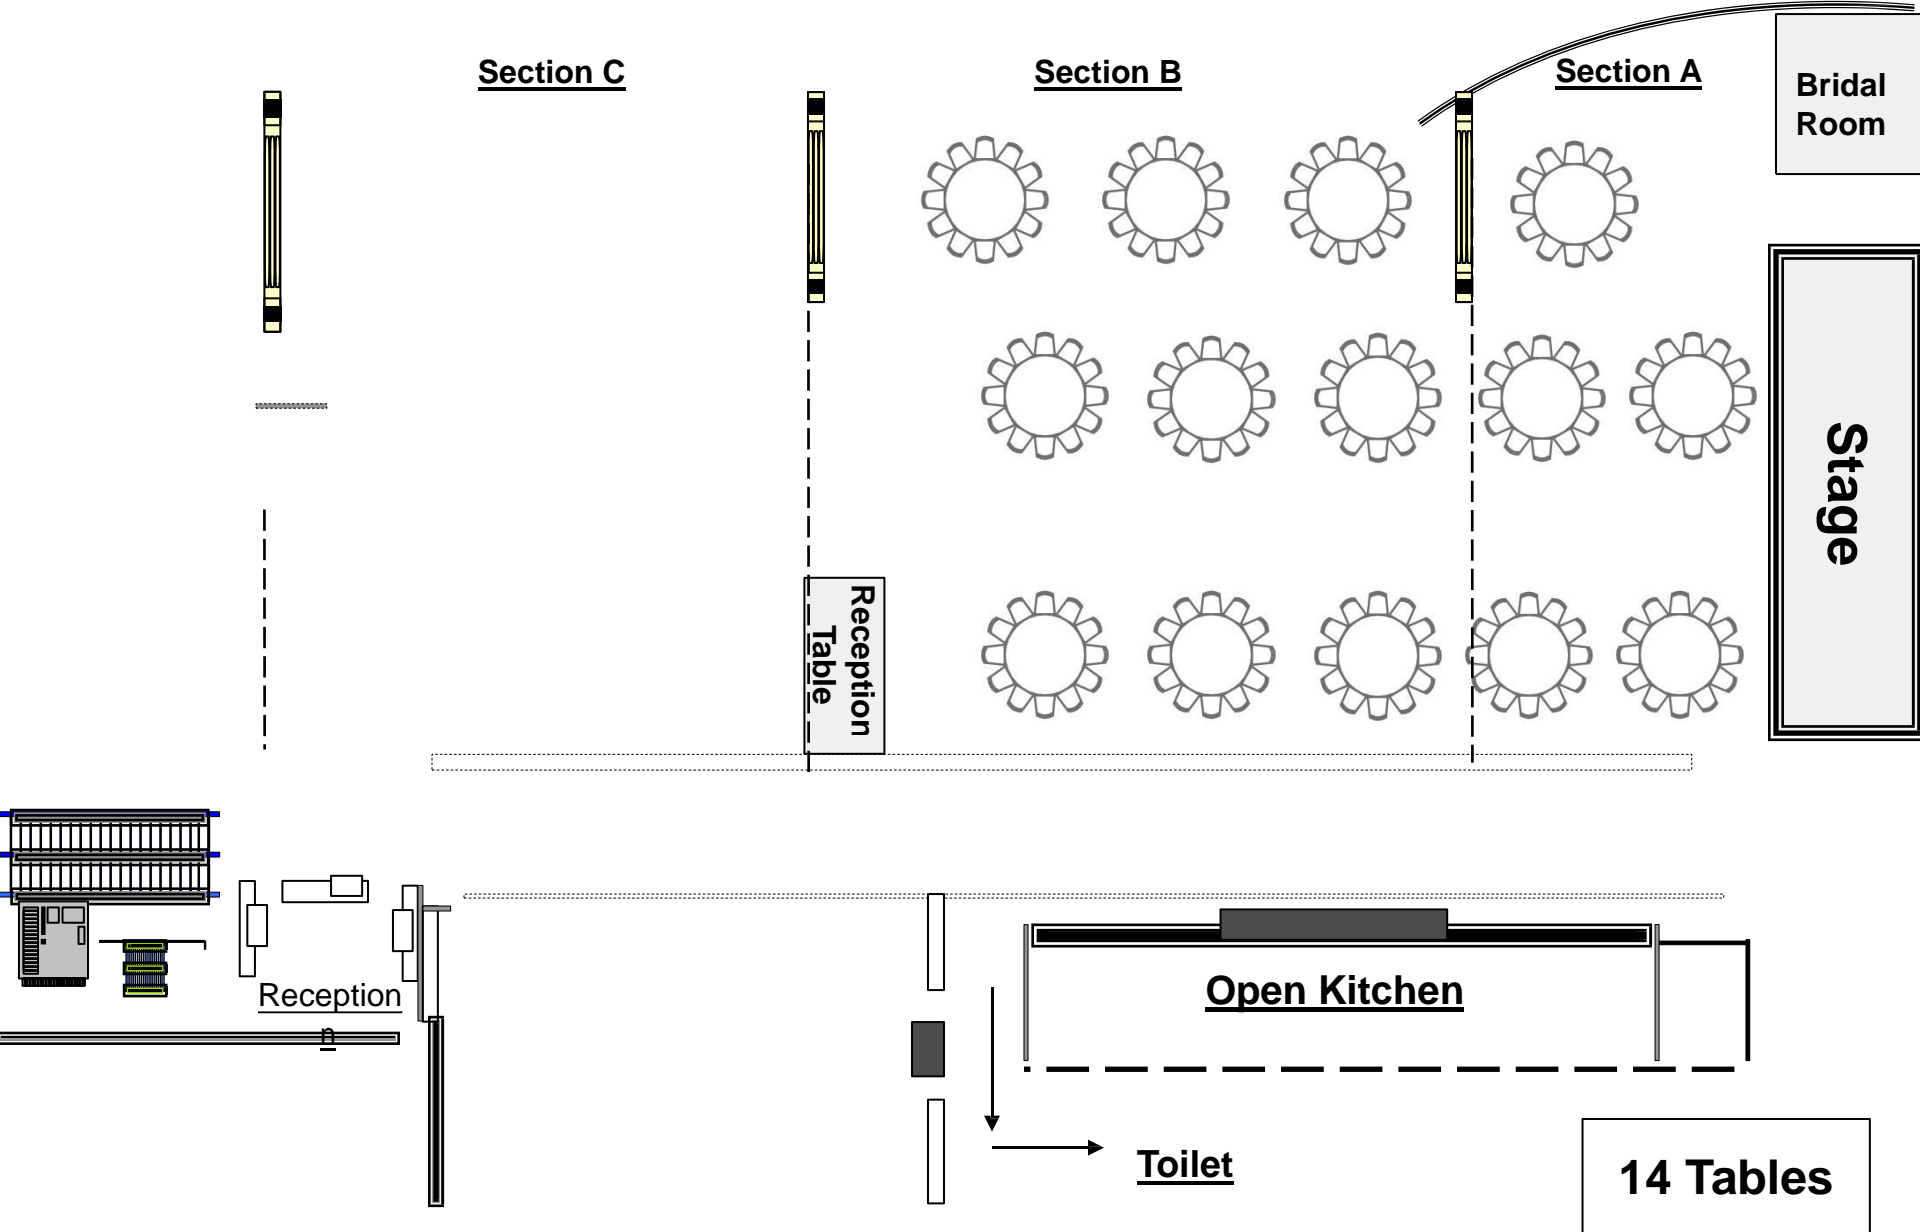 Section C
Section B
Section A
Bridal
Room
Stage
Reception
Table
Reception
n
Open Kitchen
Toilet
14 Tables